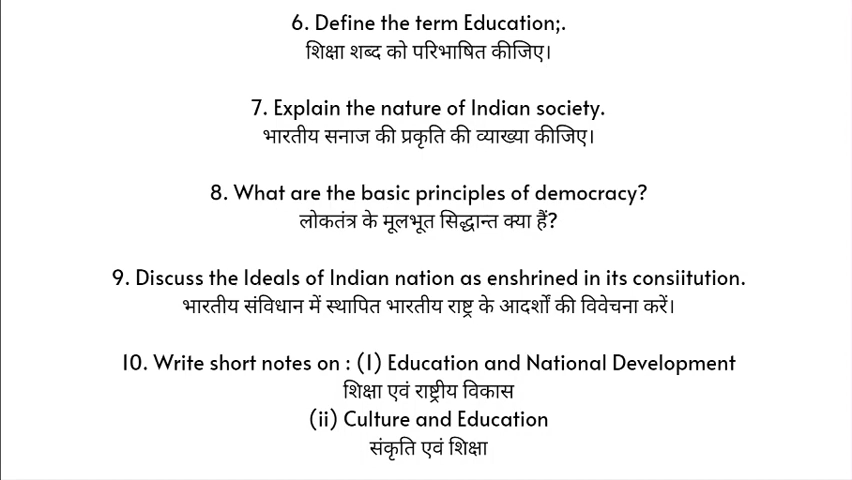 6. Define the term Education;.
शिक्षा शब्द को परिभाषित कीजिए।
7. Explain the nature of Indian society.
भारतीय सनाज की प्रकृति की व्याख्या कीजिए।
8. What are the basic principles of democracy?
लोकतंत्र के मूलभूत सिद्धान्त क्या हैं?
9. Discuss the Ideals of Indian nation as enshrined in its consiitution.
भारतीय संविधान में स्थापित भारतीय राष्ट्र के आदर्शों की विवेचना करें।
10. Write short notes on : (I) Education and National Development
शिक्षा एवं राष्ट्रीय विकास
(ii) Culture and Education
संकृति एवं शिक्षा